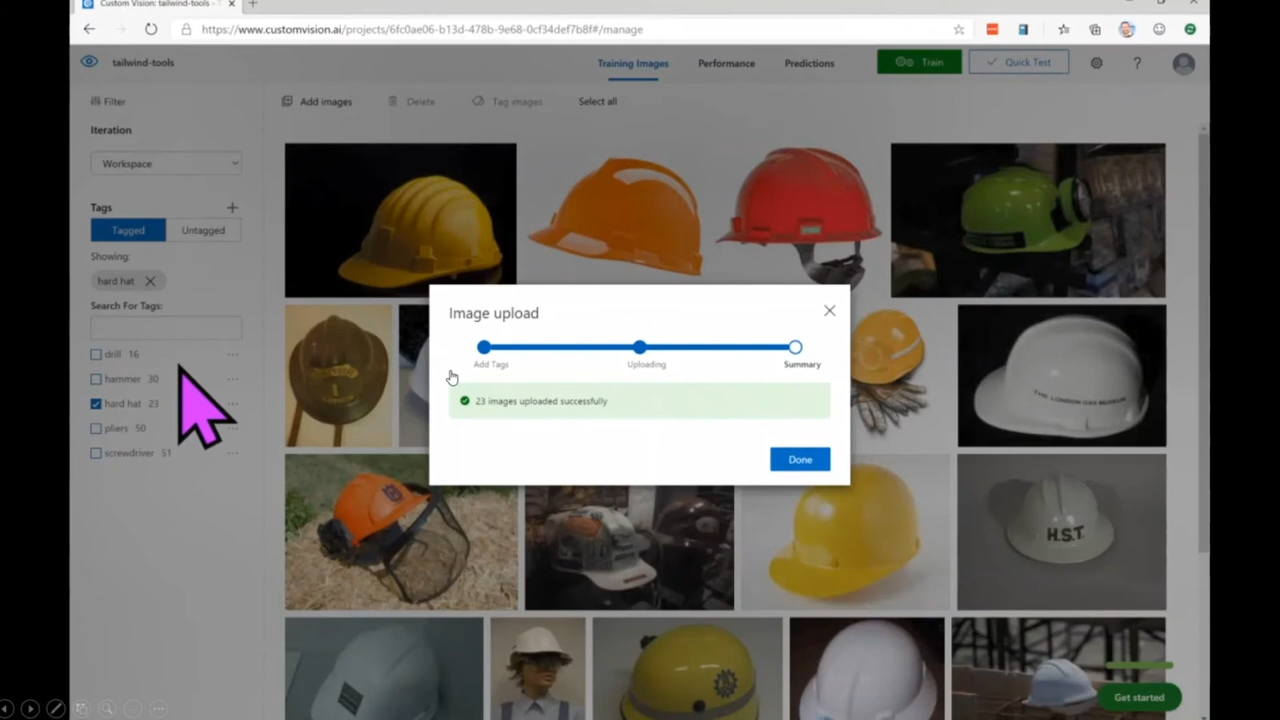 Custom Vision: tailwind-tools - T
https://www.customvision.ai/projects/6fc0ae06-b13d-478b-9e68-0cf34def7b8f#/manage
tailwind-tools
Training Images
Performance
Predictions
Train
Quick Test
?
Filter
Add images
Delete
Tag images
Select all
Iteration
Workspace
Tags
Tagged
Untagged
Showing:
hard hat
Search For Tags:
drill 16
hammer 30
hard hat 23
pliers 50
screwdriver 51
Image upload
Add Tags
Uploading
Summary
23 images uploaded successfully
Done
THE LONDON GAS MUSEUM
H.S.T.
Get started